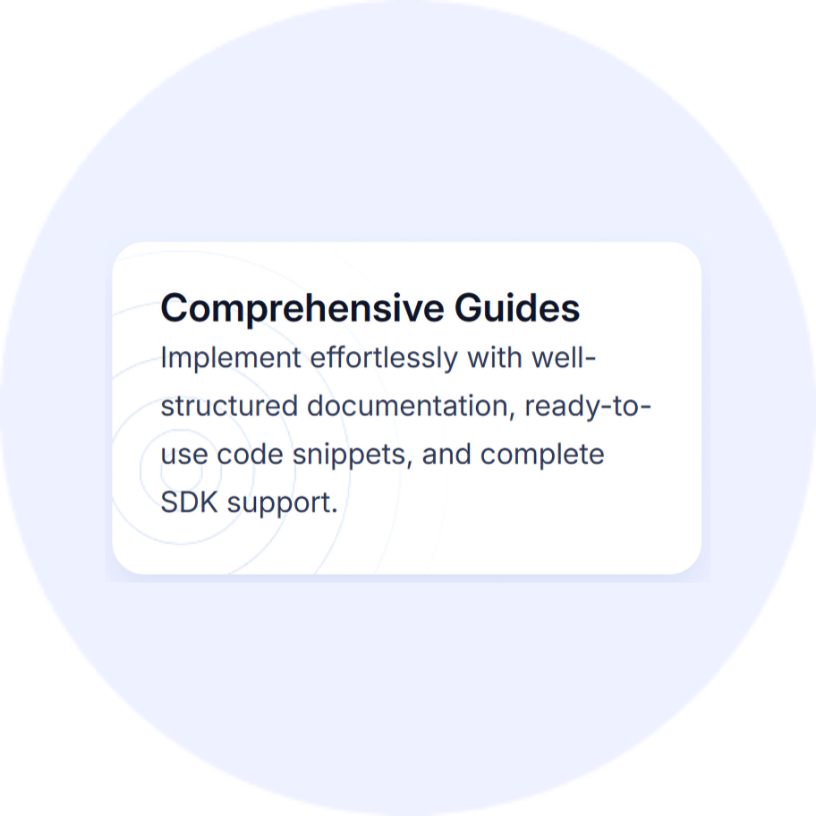 Comprehensive Guides
Implement effortlessly with well-
structured documentation, ready-to-
use code snippets, and complete
SDK support.